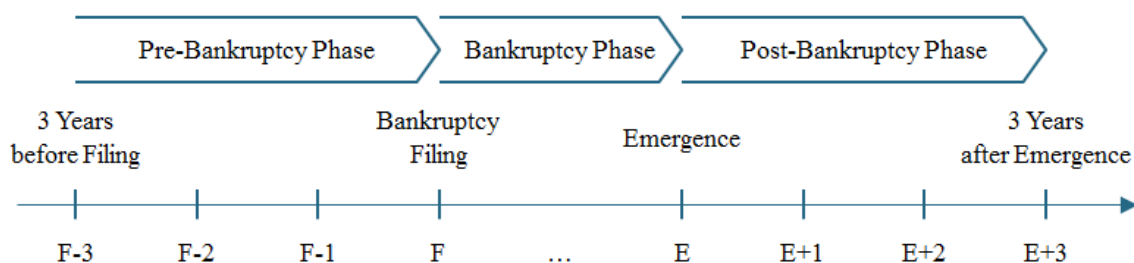 Pre-Bankruptcy Phase
Bankruptcy Phase
Post-Bankruptcy Phase
3 Years
before Filing
Bankruptcy
Filing
Emergence
3 Years
after Emergence
F-3
F-2
F-1
F
...
E
E+1
E+2
E+3